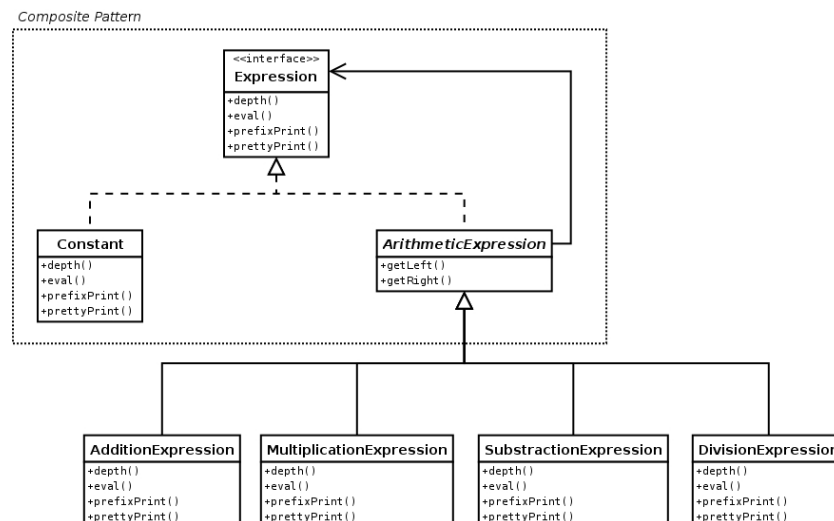 Composite Pattern
<<interface>>
Expression
+depth()
+eval()
+prefixPrint()
+prettyPrint()
Constant
+depth()
+eval()
+prefixPrint()
+prettyPrint()
ArithmeticExpression
+getLeft()
+getRight()
AdditionExpression
+depth()
+eval()
+prefixPrint()
+prettyPrint()
MultiplicationExpression
+depth()
+eval()
+prefixPrint()
+prettyPrint()
SubstractionExpression
+depth()
+eval()
+prefixPrint()
+prettyPrint()
DivisionExpression
+depth()
+eval()
+prefixPrint()
+prettyPrint()